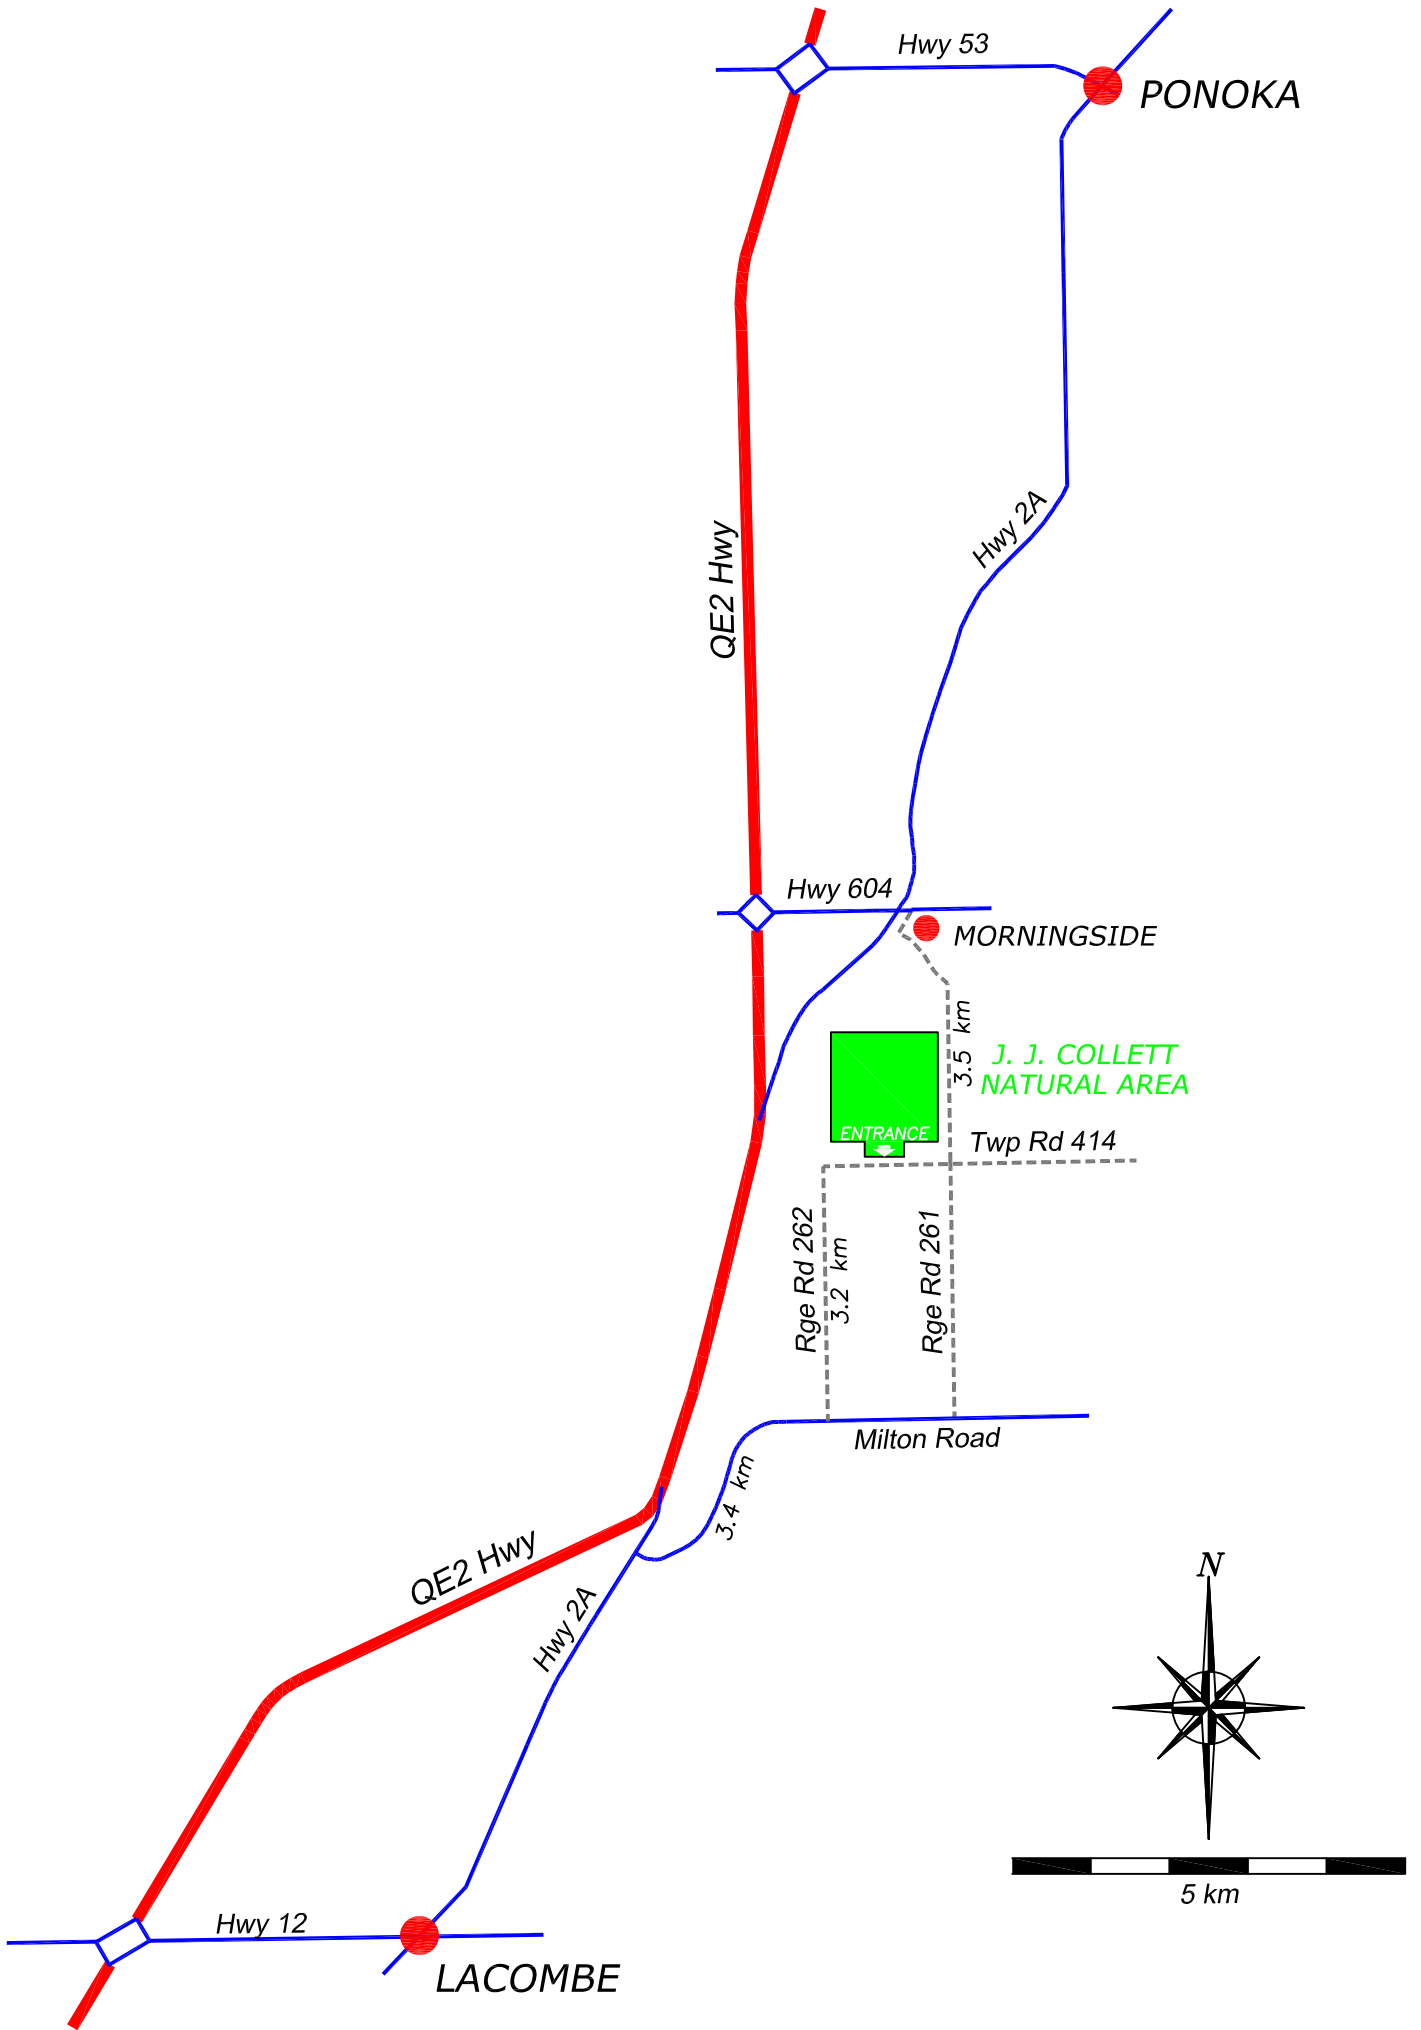 Hwy 53
PONOKA
Hwy 2A
QE2 Hwy
Hwy 604
MORNINGSIDE
3.5 km
J. J. COLLETT
NATURAL AREA
ENTRANCE
Twp Rd 414
Rge Rd 262
3.2 km
Rge Rd 261
Milton Road
3.4 km
QE2 Hwy
Hwy 2A
N
5 km
Hwy 12
LACOMBE